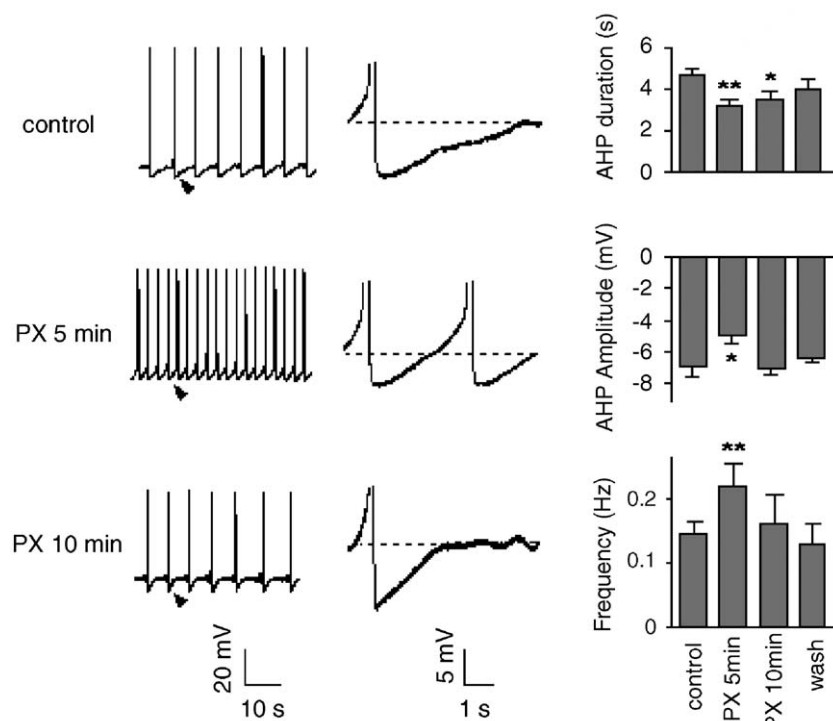 control
PX 5 min
PX 10 min
20 mV
10 s
5 mV
1 s
AHP duration (s)
6
4
2
0
**
*
AHP Amplitude (mV)
0
-2
-4
-6
-8
*
Frequency (Hz)
0.2
0.1
0
**
control
PX 5min
PX 10min
wash